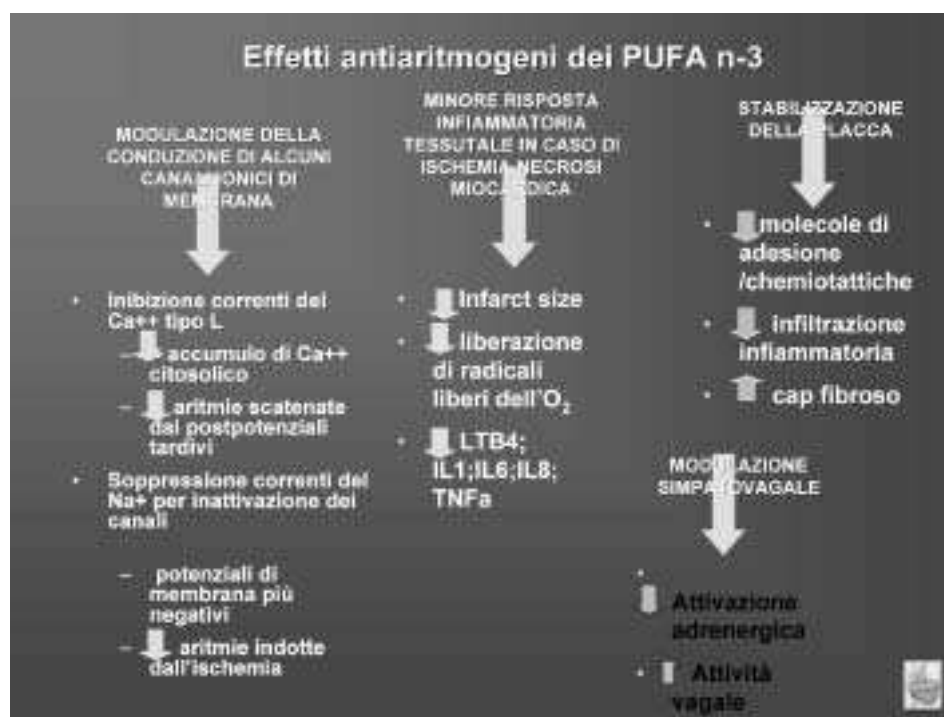 Effetti antiaritmogeni dei PUFA n-3
MODULAZIONE DELLA
CONDUZIONE DI ALCUNI
CANALI IONICI DI
MEMBRANA
• Inibizione correnti del
Ca++ tipo L
– accumulo di Ca++
citosolico
– aritmie scatenate
dai postpotenziali
tardivi
• Soppressione correnti del
Na+ per inattivazione dei
canali
– potenziali di
membrana più
negativi
– aritmie indotte
dall'ischemia
MINORE RISPOSTA
INFIAMMATORIA
TESSUTALE IN CASO DI
ISCHEMIA NECROSI
MIOCARDICA
• Infarct size
• liberazione
di radicali
liberi dell'O2
• LTB4;
IL1;IL6;IL8;
TNFa
STABILIZZAZIONE
DELLA PLACCA
• molecole di
adesione
/chemiotattiche
• infiltrazione
infiammatoria
• cap fibroso
MODULAZIONE
SIMPATOVAGALE
• Attivazione
adrenergica
• Attività
vagale